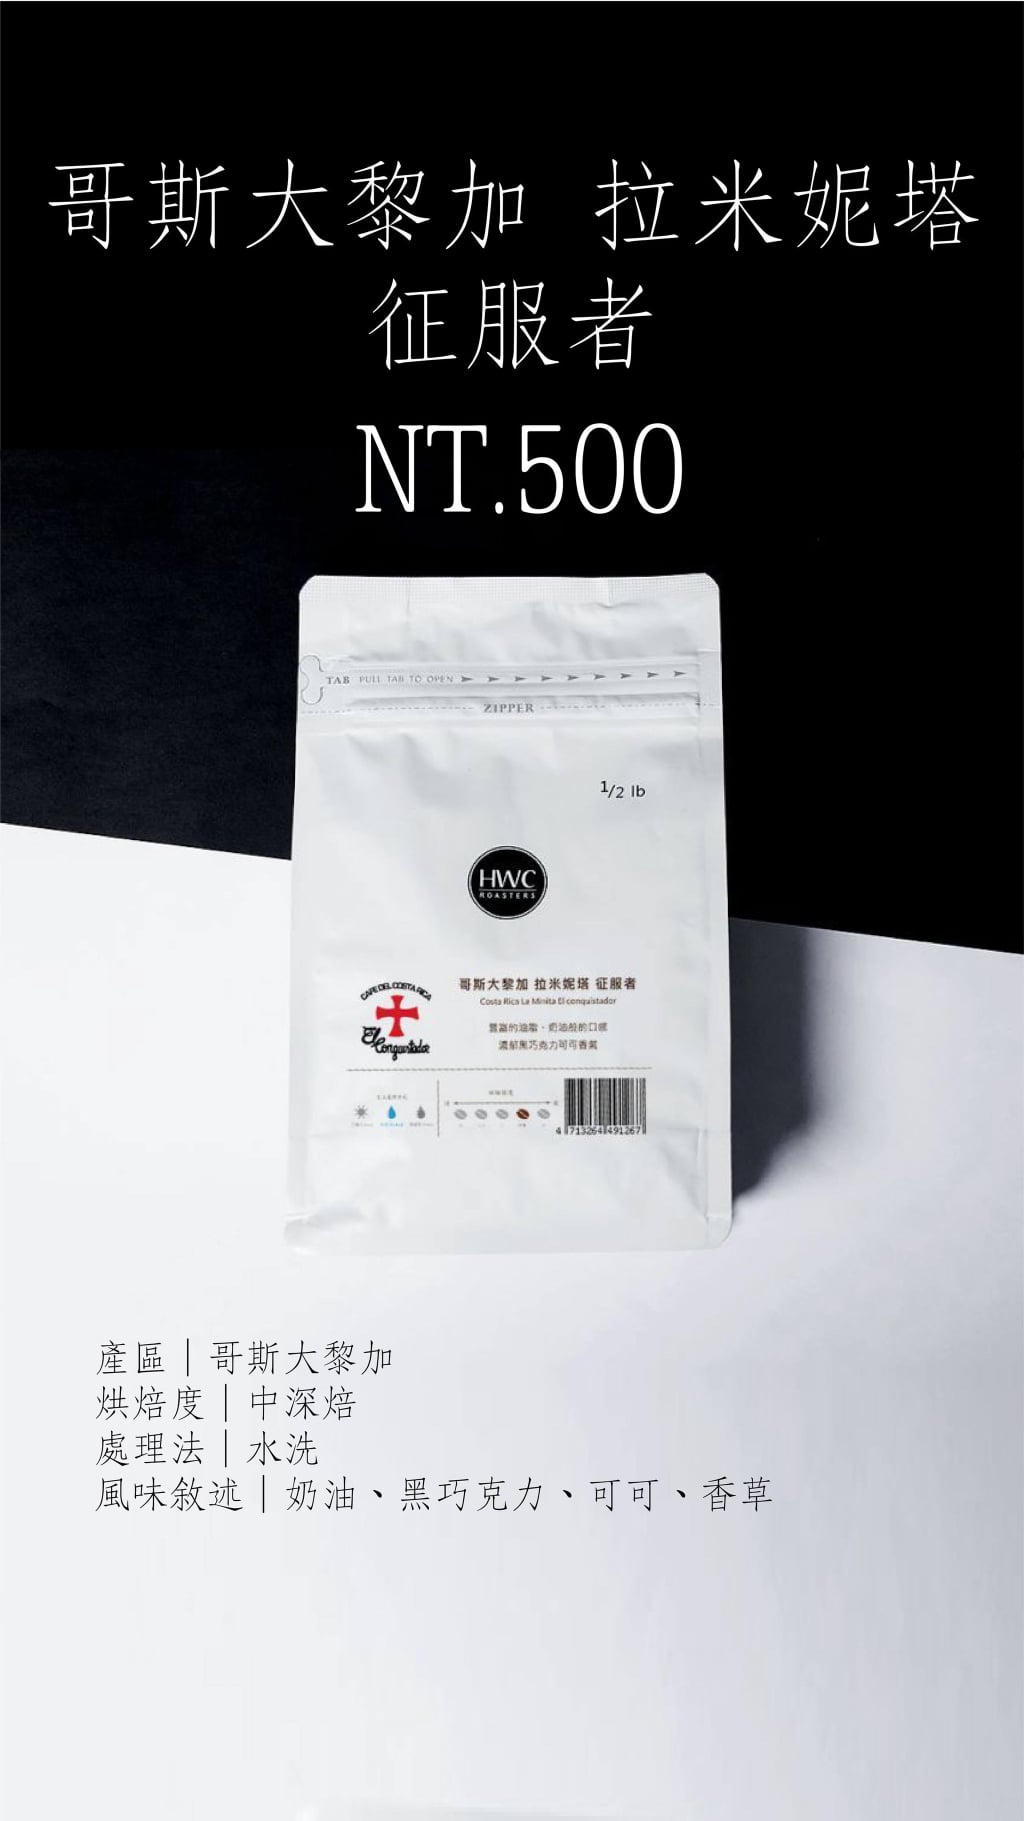 哥斯大黎加 拉米妮塔
征服者
NT.500
TAB PULL TAB TO OPEN
ZIPPER
1/2 lb
HWC
ROASTERS
CAFE DEL COSTA RICA
El Conquistador
哥斯大黎加 拉米妮塔 征服者
Costa Rica La Minita El conquistador
豐富的油脂、奶油般的口感
濃郁黑巧克力可可香氣
4 713264 491267
產區｜哥斯大黎加
烘焙度｜中深焙
處理法｜水洗
風味敘述｜奶油、黑巧克力、可可、香草